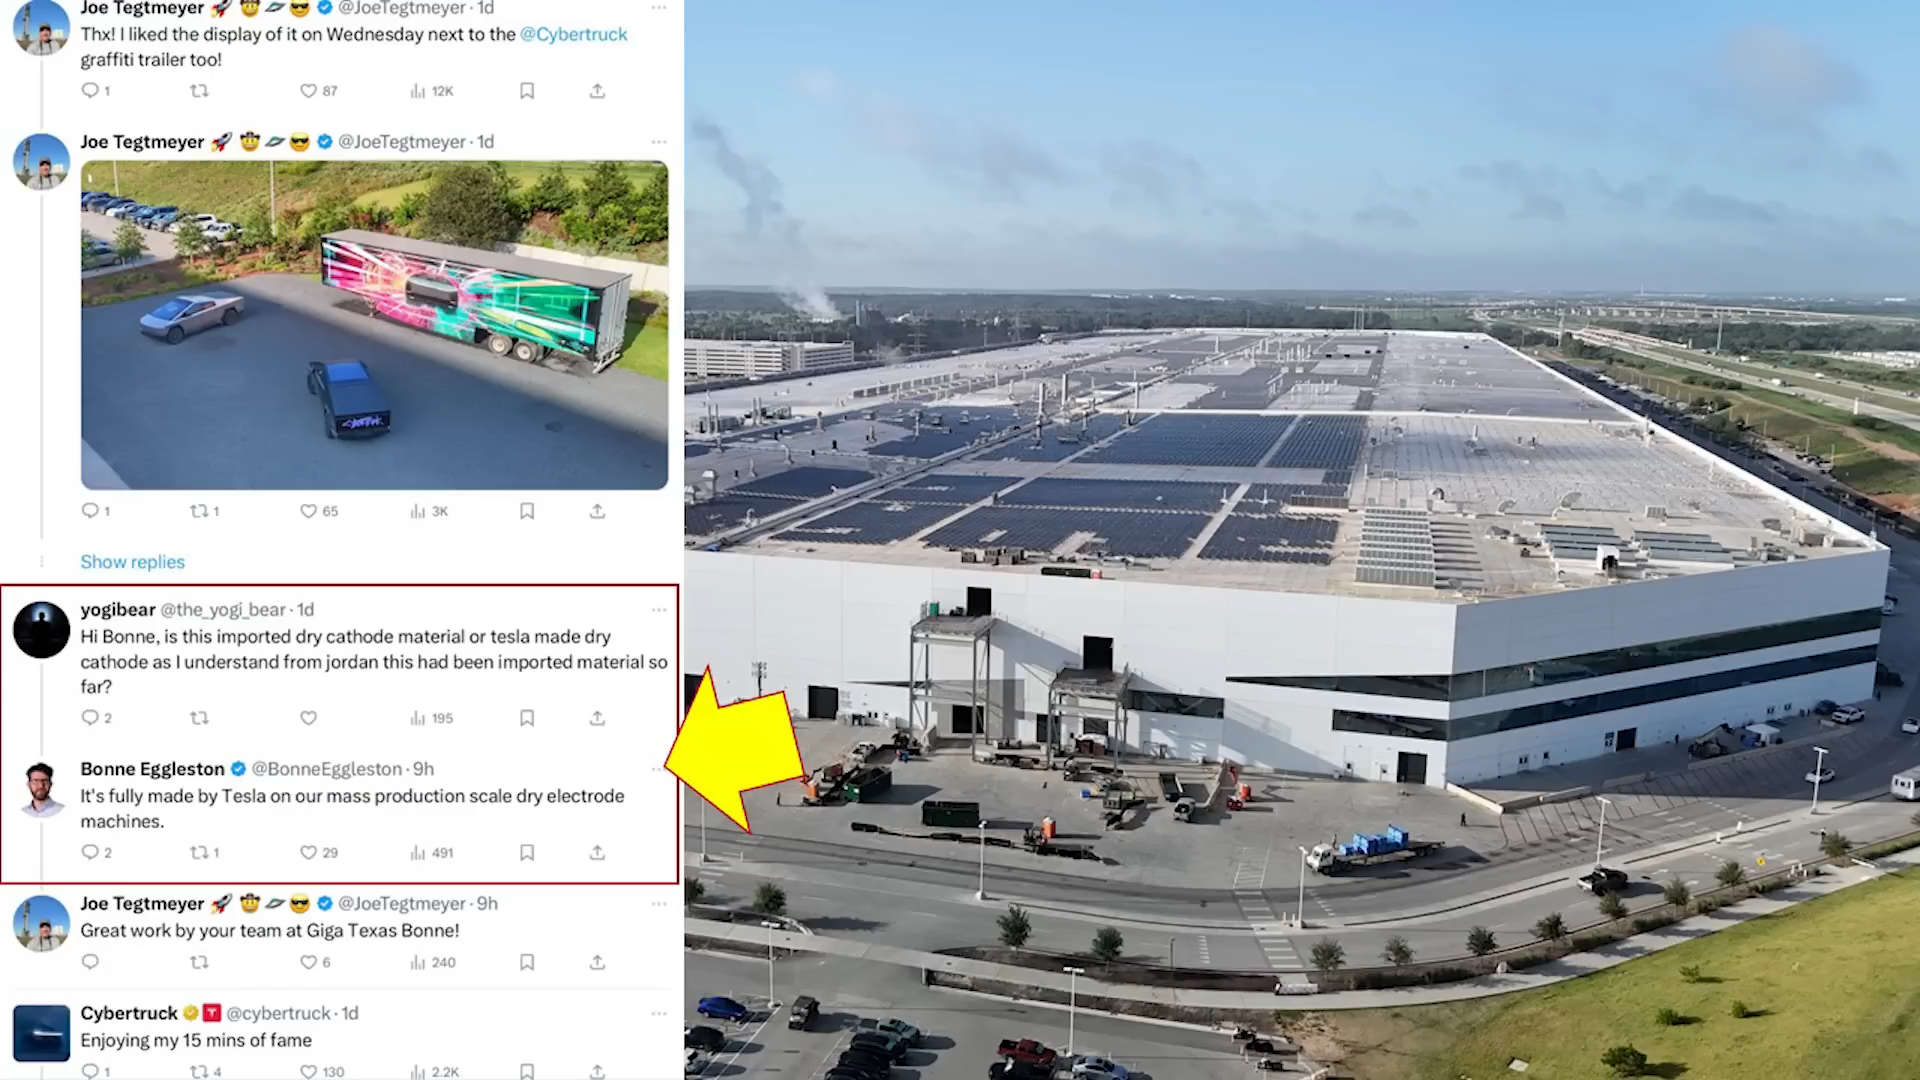 Joe Tegtmeyer 🚀 🤠 🛸 😎 @JoeTegtmeyer · 1d
Thx! I liked the display of it on Wednesday next to the @Cybertruck
graffiti trailer too!
1 87 12K
Joe Tegtmeyer 🚀 🤠 🛸 😎 @JoeTegtmeyer · 1d
1 1 65 3K
Show replies
yogibear @the_yogi_bear · 1d
Hi Bonne, is this imported dry cathode material or tesla made dry
cathode as I understand from jordan this had been imported material so
far?
2 195
Bonne Eggleston @BonneEggleston · 9h
It's fully made by Tesla on our mass production scale dry electrode
machines.
2 1 29 491
Joe Tegtmeyer 🚀 🤠 🛸 😎 @JoeTegtmeyer · 9h
Great work by your team at Giga Texas Bonne!
6 240
Cybertruck @cybertruck · 1d
Enjoying my 15 mins of fame
1 4 130 2.2K